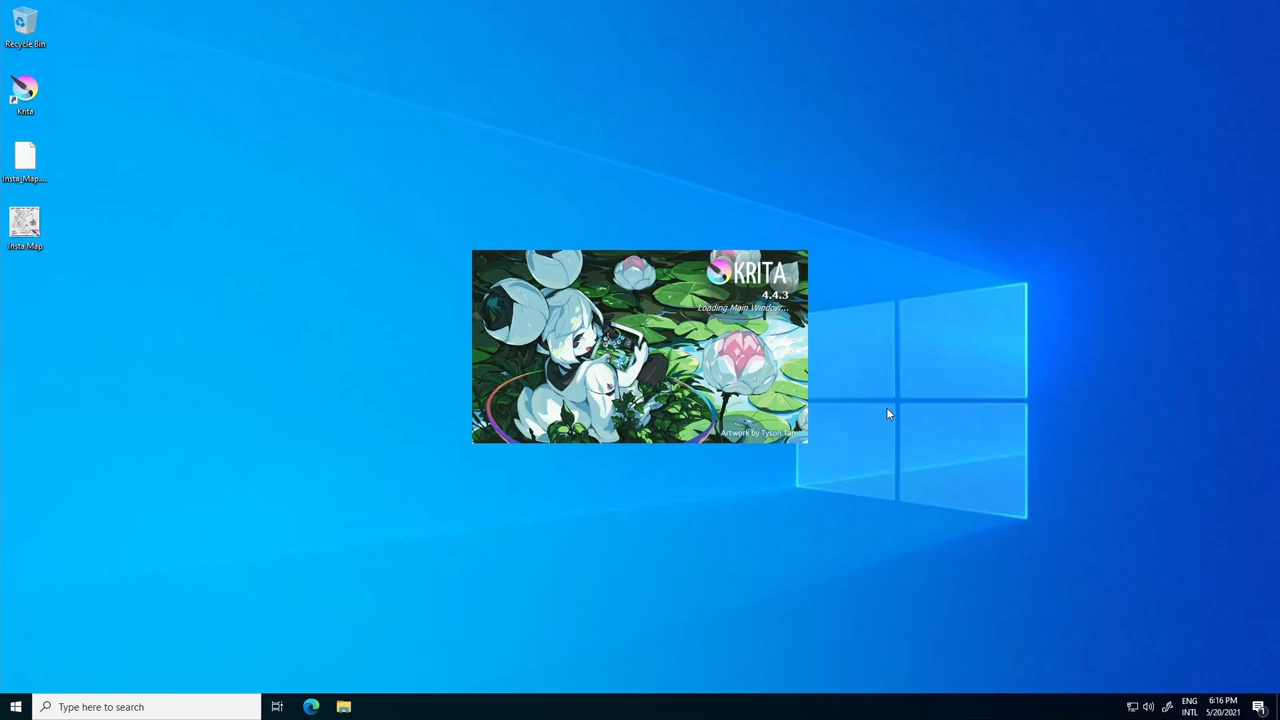 Recycle Bin
Krita
Insta_Map....
Insta Map
KRITA
4.4.3
Loading Main Window...
Artwork by Tyson Tan
Type here to search
ENG
INTL
6:16 PM
5/20/2021
1